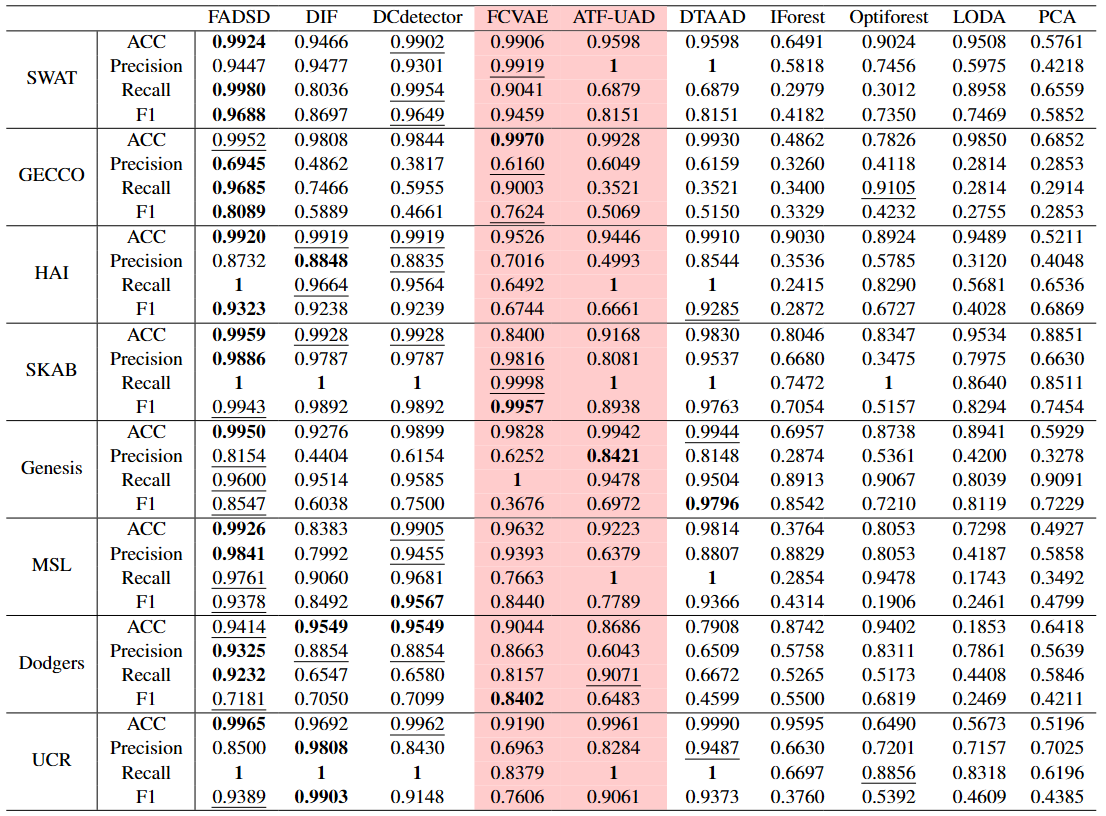 FADSD DIF DCdetector FCVAE ATF-UAD DTAAD IForest Optiforest LODA PCA
SWAT
ACC 0.9924 0.9466 0.9902 0.9906 0.9598 0.9598 0.6491 0.9024 0.9508 0.5761
Precision 0.9447 0.9477 0.9301 0.9919 1 1 0.5818 0.7456 0.5975 0.4218
Recall 0.9980 0.8036 0.9954 0.9041 0.6879 0.6879 0.2979 0.3012 0.8958 0.6559
F1 0.9688 0.8697 0.9649 0.9459 0.8151 0.8151 0.4182 0.7350 0.7469 0.5852
GECCO
ACC 0.9952 0.9808 0.9844 0.9970 0.9928 0.9930 0.4862 0.7826 0.9850 0.6852
Precision 0.6945 0.4862 0.3817 0.6160 0.6049 0.6159 0.3260 0.4118 0.2814 0.2853
Recall 0.9685 0.7466 0.5955 0.9003 0.3521 0.3521 0.3400 0.9105 0.2814 0.2914
F1 0.8089 0.5889 0.4661 0.7624 0.5069 0.5150 0.3329 0.4232 0.2755 0.2853
HAI
ACC 0.9920 0.9919 0.9919 0.9526 0.9446 0.9910 0.9030 0.8924 0.9489 0.5211
Precision 0.8732 0.8848 0.8835 0.7016 0.4993 0.8544 0.3536 0.5785 0.3120 0.4048
Recall 1 0.9664 0.9564 0.6492 1 1 0.2415 0.8290 0.5681 0.6536
F1 0.9323 0.9238 0.9239 0.6744 0.6661 0.9285 0.2872 0.6727 0.4028 0.6869
SKAB
ACC 0.9959 0.9928 0.9928 0.8400 0.9168 0.9830 0.8046 0.8347 0.9534 0.8851
Precision 0.9886 0.9787 0.9787 0.9816 0.8081 0.9537 0.6680 0.3475 0.7975 0.6630
Recall 1 1 1 0.9998 1 1 0.7472 1 0.8640 0.8511
F1 0.9943 0.9892 0.9892 0.9957 0.8938 0.9763 0.7054 0.5157 0.8294 0.7454
Genesis
ACC 0.9950 0.9276 0.9899 0.9828 0.9942 0.9944 0.6957 0.8738 0.8941 0.5929
Precision 0.8154 0.4404 0.6154 0.6252 0.8421 0.8148 0.2874 0.5361 0.4200 0.3278
Recall 0.9600 0.9514 0.9585 1 0.9478 0.9504 0.8913 0.9067 0.8039 0.9091
F1 0.8547 0.6038 0.7500 0.3676 0.6972 0.9796 0.8542 0.7210 0.8119 0.7229
MSL
ACC 0.9926 0.8383 0.9905 0.9632 0.9223 0.9814 0.3764 0.8053 0.7298 0.4927
Precision 0.9841 0.7992 0.9455 0.9393 0.6379 0.8807 0.8829 0.8053 0.4187 0.5858
Recall 0.9761 0.9060 0.9681 0.7663 1 1 0.2854 0.9478 0.1743 0.3492
F1 0.9378 0.8492 0.9567 0.8440 0.7789 0.9366 0.4314 0.1906 0.2461 0.4799
Dodgers
ACC 0.9414 0.9549 0.9549 0.9044 0.8686 0.7908 0.8742 0.9402 0.1853 0.6418
Precision 0.9325 0.8854 0.8854 0.8663 0.6043 0.6509 0.5758 0.8311 0.7861 0.5639
Recall 0.9232 0.6547 0.6580 0.8157 0.9071 0.6672 0.5265 0.5173 0.4408 0.5846
F1 0.7181 0.7050 0.7099 0.8402 0.6483 0.4599 0.5500 0.6819 0.2469 0.4211
UCR
ACC 0.9965 0.9692 0.9962 0.9190 0.9961 0.9990 0.9595 0.6490 0.5673 0.5196
Precision 0.8500 0.9808 0.8430 0.6963 0.8284 0.9487 0.6630 0.7201 0.7157 0.7025
Recall 1 1 1 0.8379 1 1 0.6697 0.8856 0.8318 0.6196
F1 0.9389 0.9903 0.9148 0.7606 0.9061 0.9373 0.3760 0.5392 0.4609 0.4385